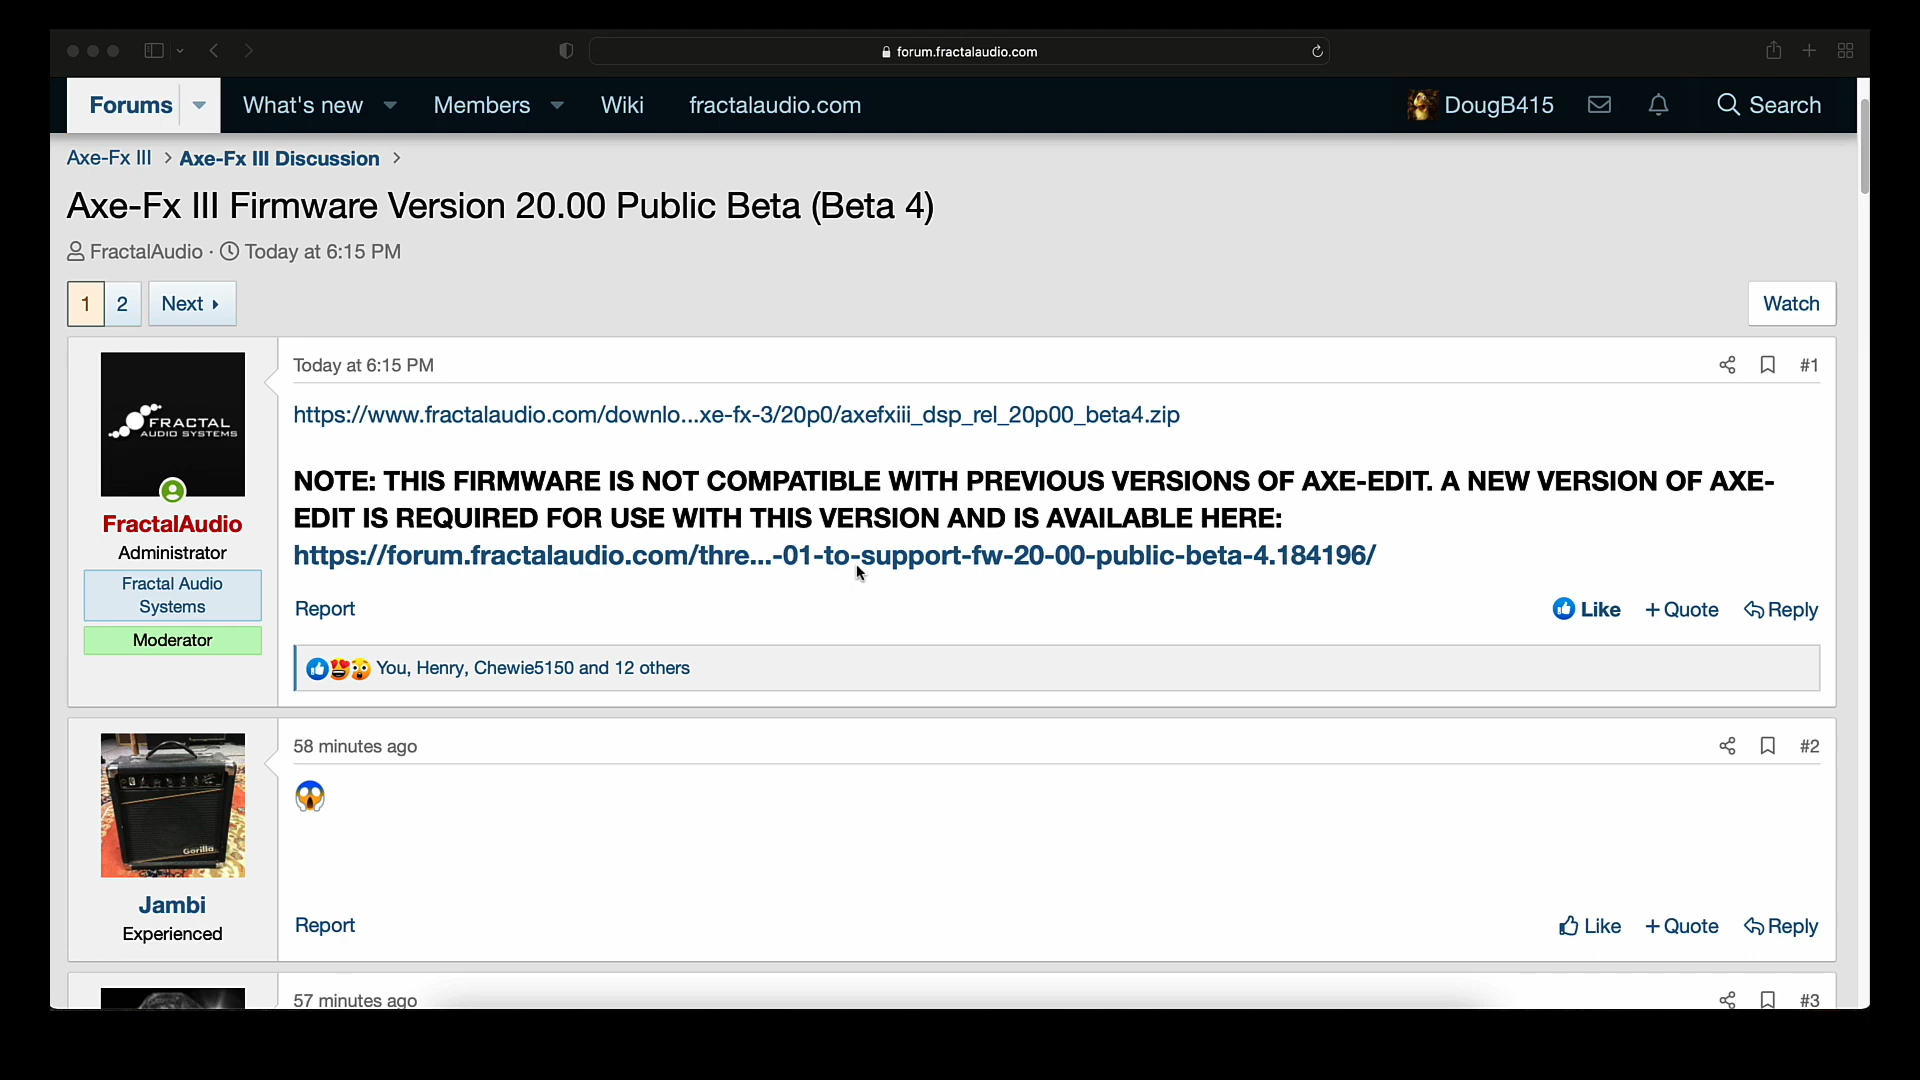 forum.fractalaudio.com
Forums What's new Members Wiki fractalaudio.com DougB415 Search
Axe-Fx III > Axe-Fx III Discussion >
Axe-Fx III Firmware Version 20.00 Public Beta (Beta 4)
FractalAudio · Today at 6:15 PM
1 2 Next Watch
Today at 6:15 PM #1
FRACTAL
AUDIO SYSTEMS
FractalAudio
Administrator
Fractal Audio
Systems
Moderator
https://www.fractalaudio.com/downlo...xe-fx-3/20p0/axefxiii_dsp_rel_20p00_beta4.zip
NOTE: THIS FIRMWARE IS NOT COMPATIBLE WITH PREVIOUS VERSIONS OF AXE-EDIT. A NEW VERSION OF AXE-
EDIT IS REQUIRED FOR USE WITH THIS VERSION AND IS AVAILABLE HERE:
https://forum.fractalaudio.com/thre...-01-to-support-fw-20-00-public-beta-4.184196/
Report Like +Quote Reply
You, Henry, Chewie5150 and 12 others
58 minutes ago #2
Gorilla
Jambi
Experienced
Report Like +Quote Reply
57 minutes ago #3